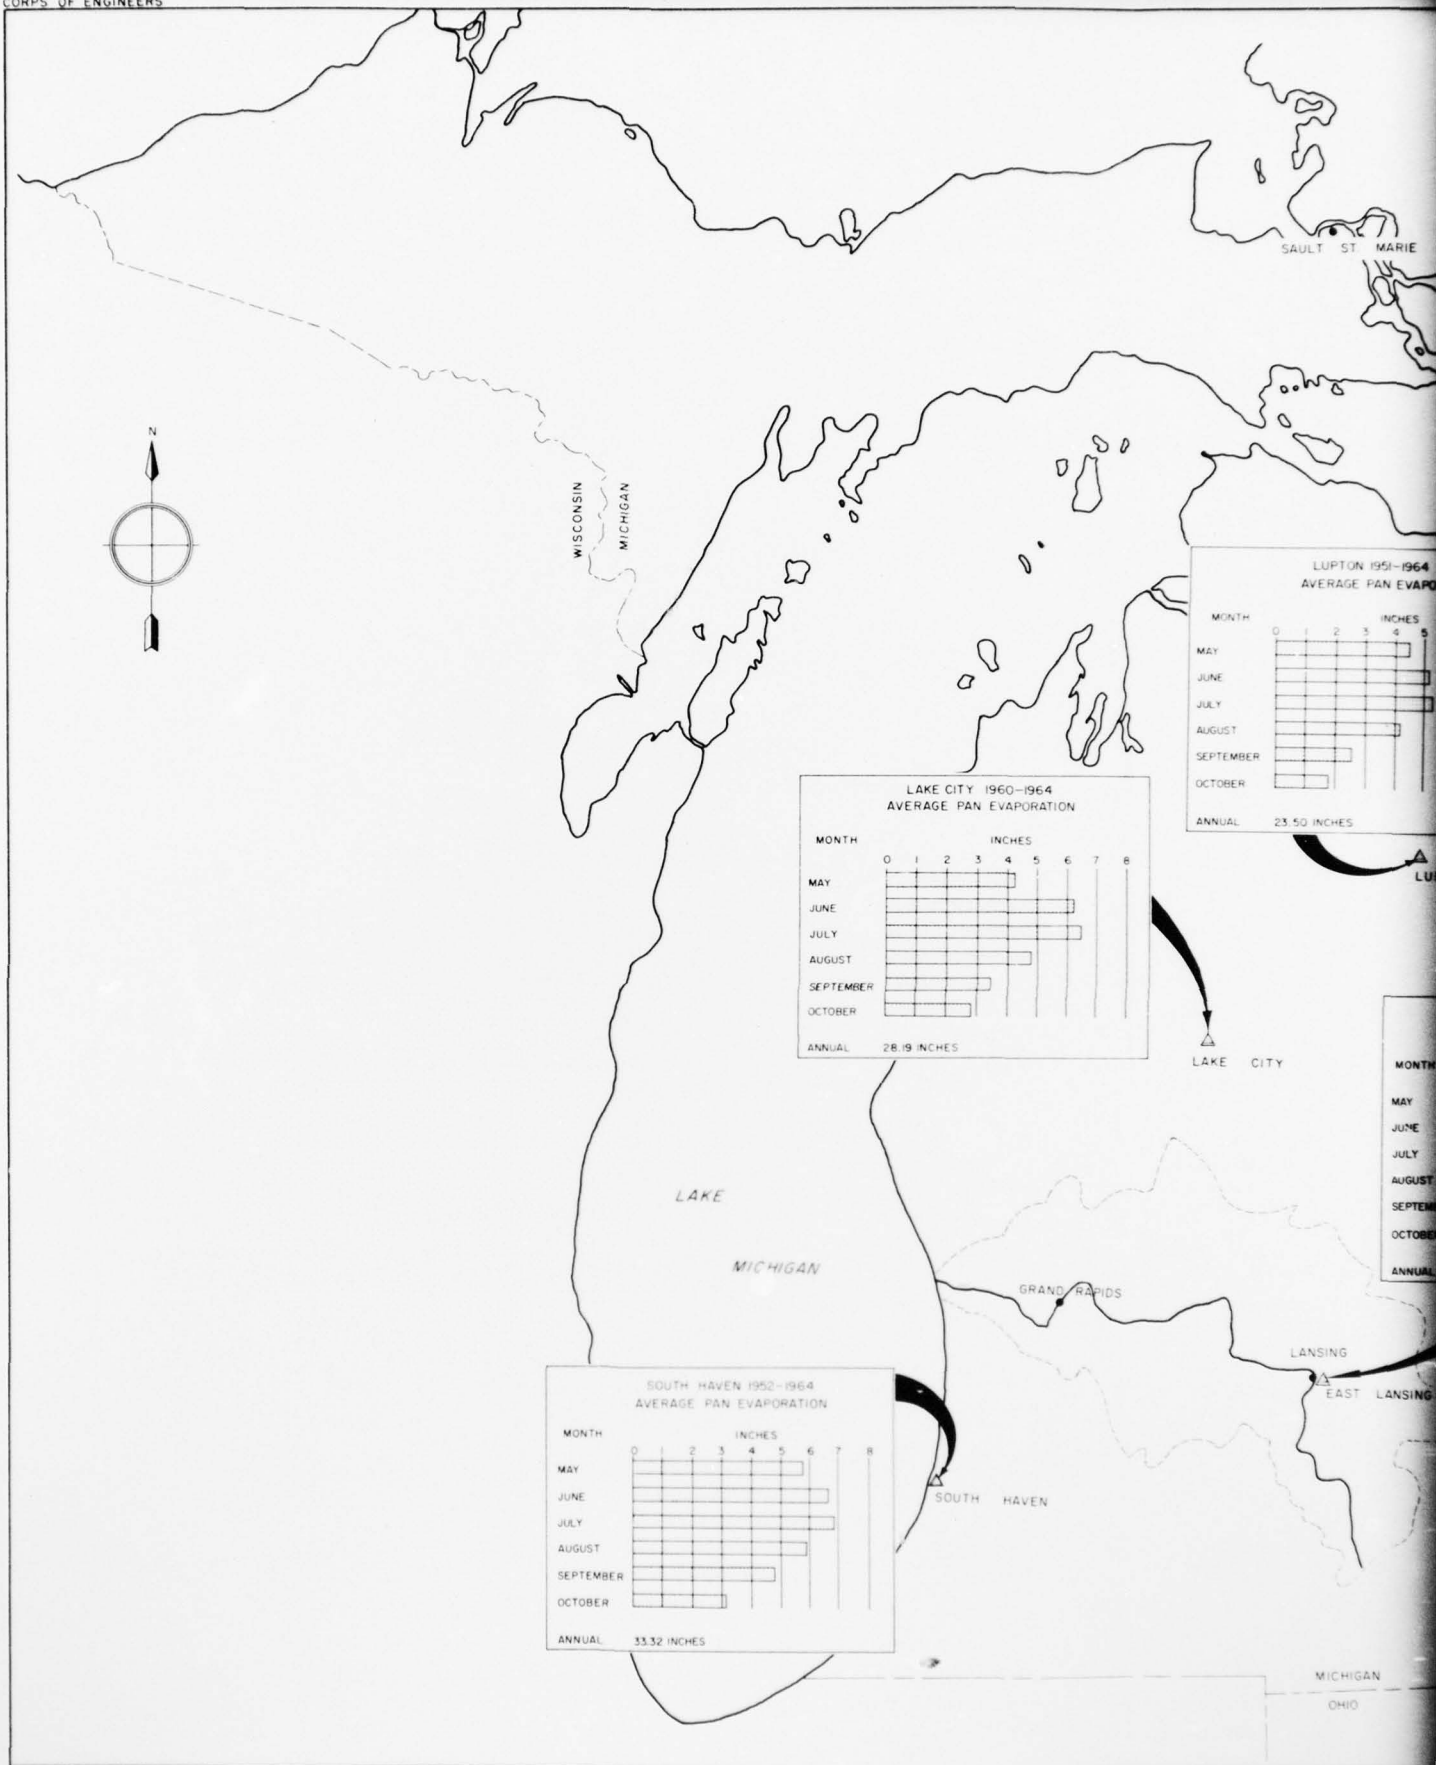 CORPS OF ENGINEERS
SAULT ST. MARIE
N
WISCONSIN
MICHIGAN
LUPTON 1951-1964
AVERAGE PAN
MONTH INCHES
0 1 2 3 4 5
MAY
JUNE
JULY
AUGUST
SEPTEMBER
OCTOBER
ANNUAL 23.50 INCHES
LAKE CITY 1960-1964
AVERAGE PAN EVAPORATION
MONTH INCHES
0 1 2 3 4 5 6 7 8
MAY
JUNE
JULY
AUGUST
SEPTEMBER
OCTOBER
ANNUAL 28.19 INCHES
LAKE CITY
MONTH
MAY
JUNE
JULY
AUGUST
ANNUAL
LAKE
MICHIGAN
GRAND RAPIDS
LANSING
EAST LANSING
SOUTH HAVEN 1952-1964
AVERAGE PAN EVAPORATION
MONTH INCHES
0 1 2 3 4 5 6 7 8
MAY
JUNE
JULY
AUGUST
SEPTEMBER
OCTOBER
ANNUAL 33.32 INCHES
SOUTH HAVEN
MICHIGAN
OHIO